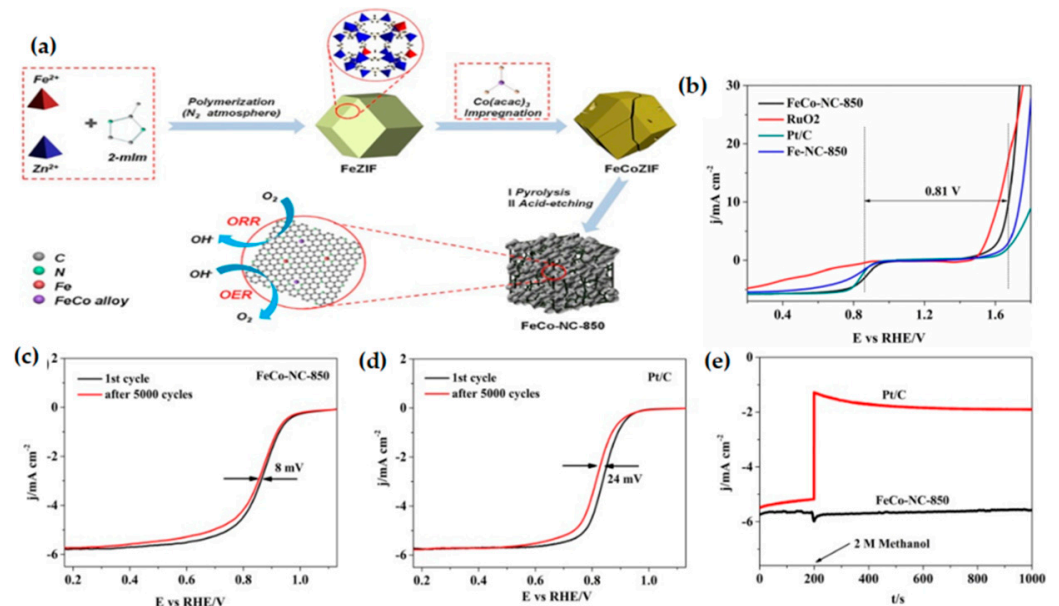 (a)
Fe²⁺
Zn²⁺
+
2-mIm
Polymerization
(N₂ atmosphere)
FeZIF
Co(acac)₃
Impregnation
FeCoZIF
I Pyrolysis
II Acid-etching
FeCo-NC-850
O₂
ORR
OH⁻
OH⁻
OER
O₂
C
N
Fe
FeCo alloy
(b)
FeCo-NC-850
RuO2
Pt/C
Fe-NC-850
0.81 V
30
20
10
0
j/mA cm⁻²
0.4 0.8 1.2 1.6
E vs RHE/V
(c)
1st cycle
after 5000 cycles
FeCo-NC-850
8 mV
2
0
-2
-4
-6
j/mA cm⁻²
0.2 0.4 0.6 0.8 1.0
E vs RHE/V
(d)
1st cycle
after 5000 cycles
Pt/C
24 mV
2
0
-2
-4
-6
j/mA cm⁻²
0.2 0.4 0.6 0.8 1.0
E vs RHE/V
(e)
Pt/C
FeCo-NC-850
2 M Methanol
0
-2
-4
-6
j/mA cm⁻²
0 200 400 600 800 1000
t/s